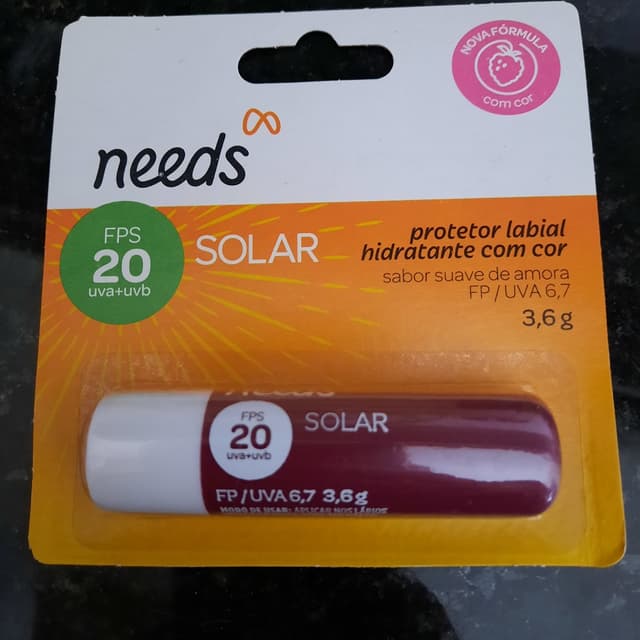 NOVA FÓRMULA
com cor
needs
FPS
20
uva+uvb
SOLAR
protetor labial
hidratante com cor
sabor suave de amora
FP / UVA 6,7
3,6 g
needs
FPS
20
uva+uvb
SOLAR
FP / UVA 6,7 3,6 g
MODO DE USAR: APLICAR NOS LÁBIOS